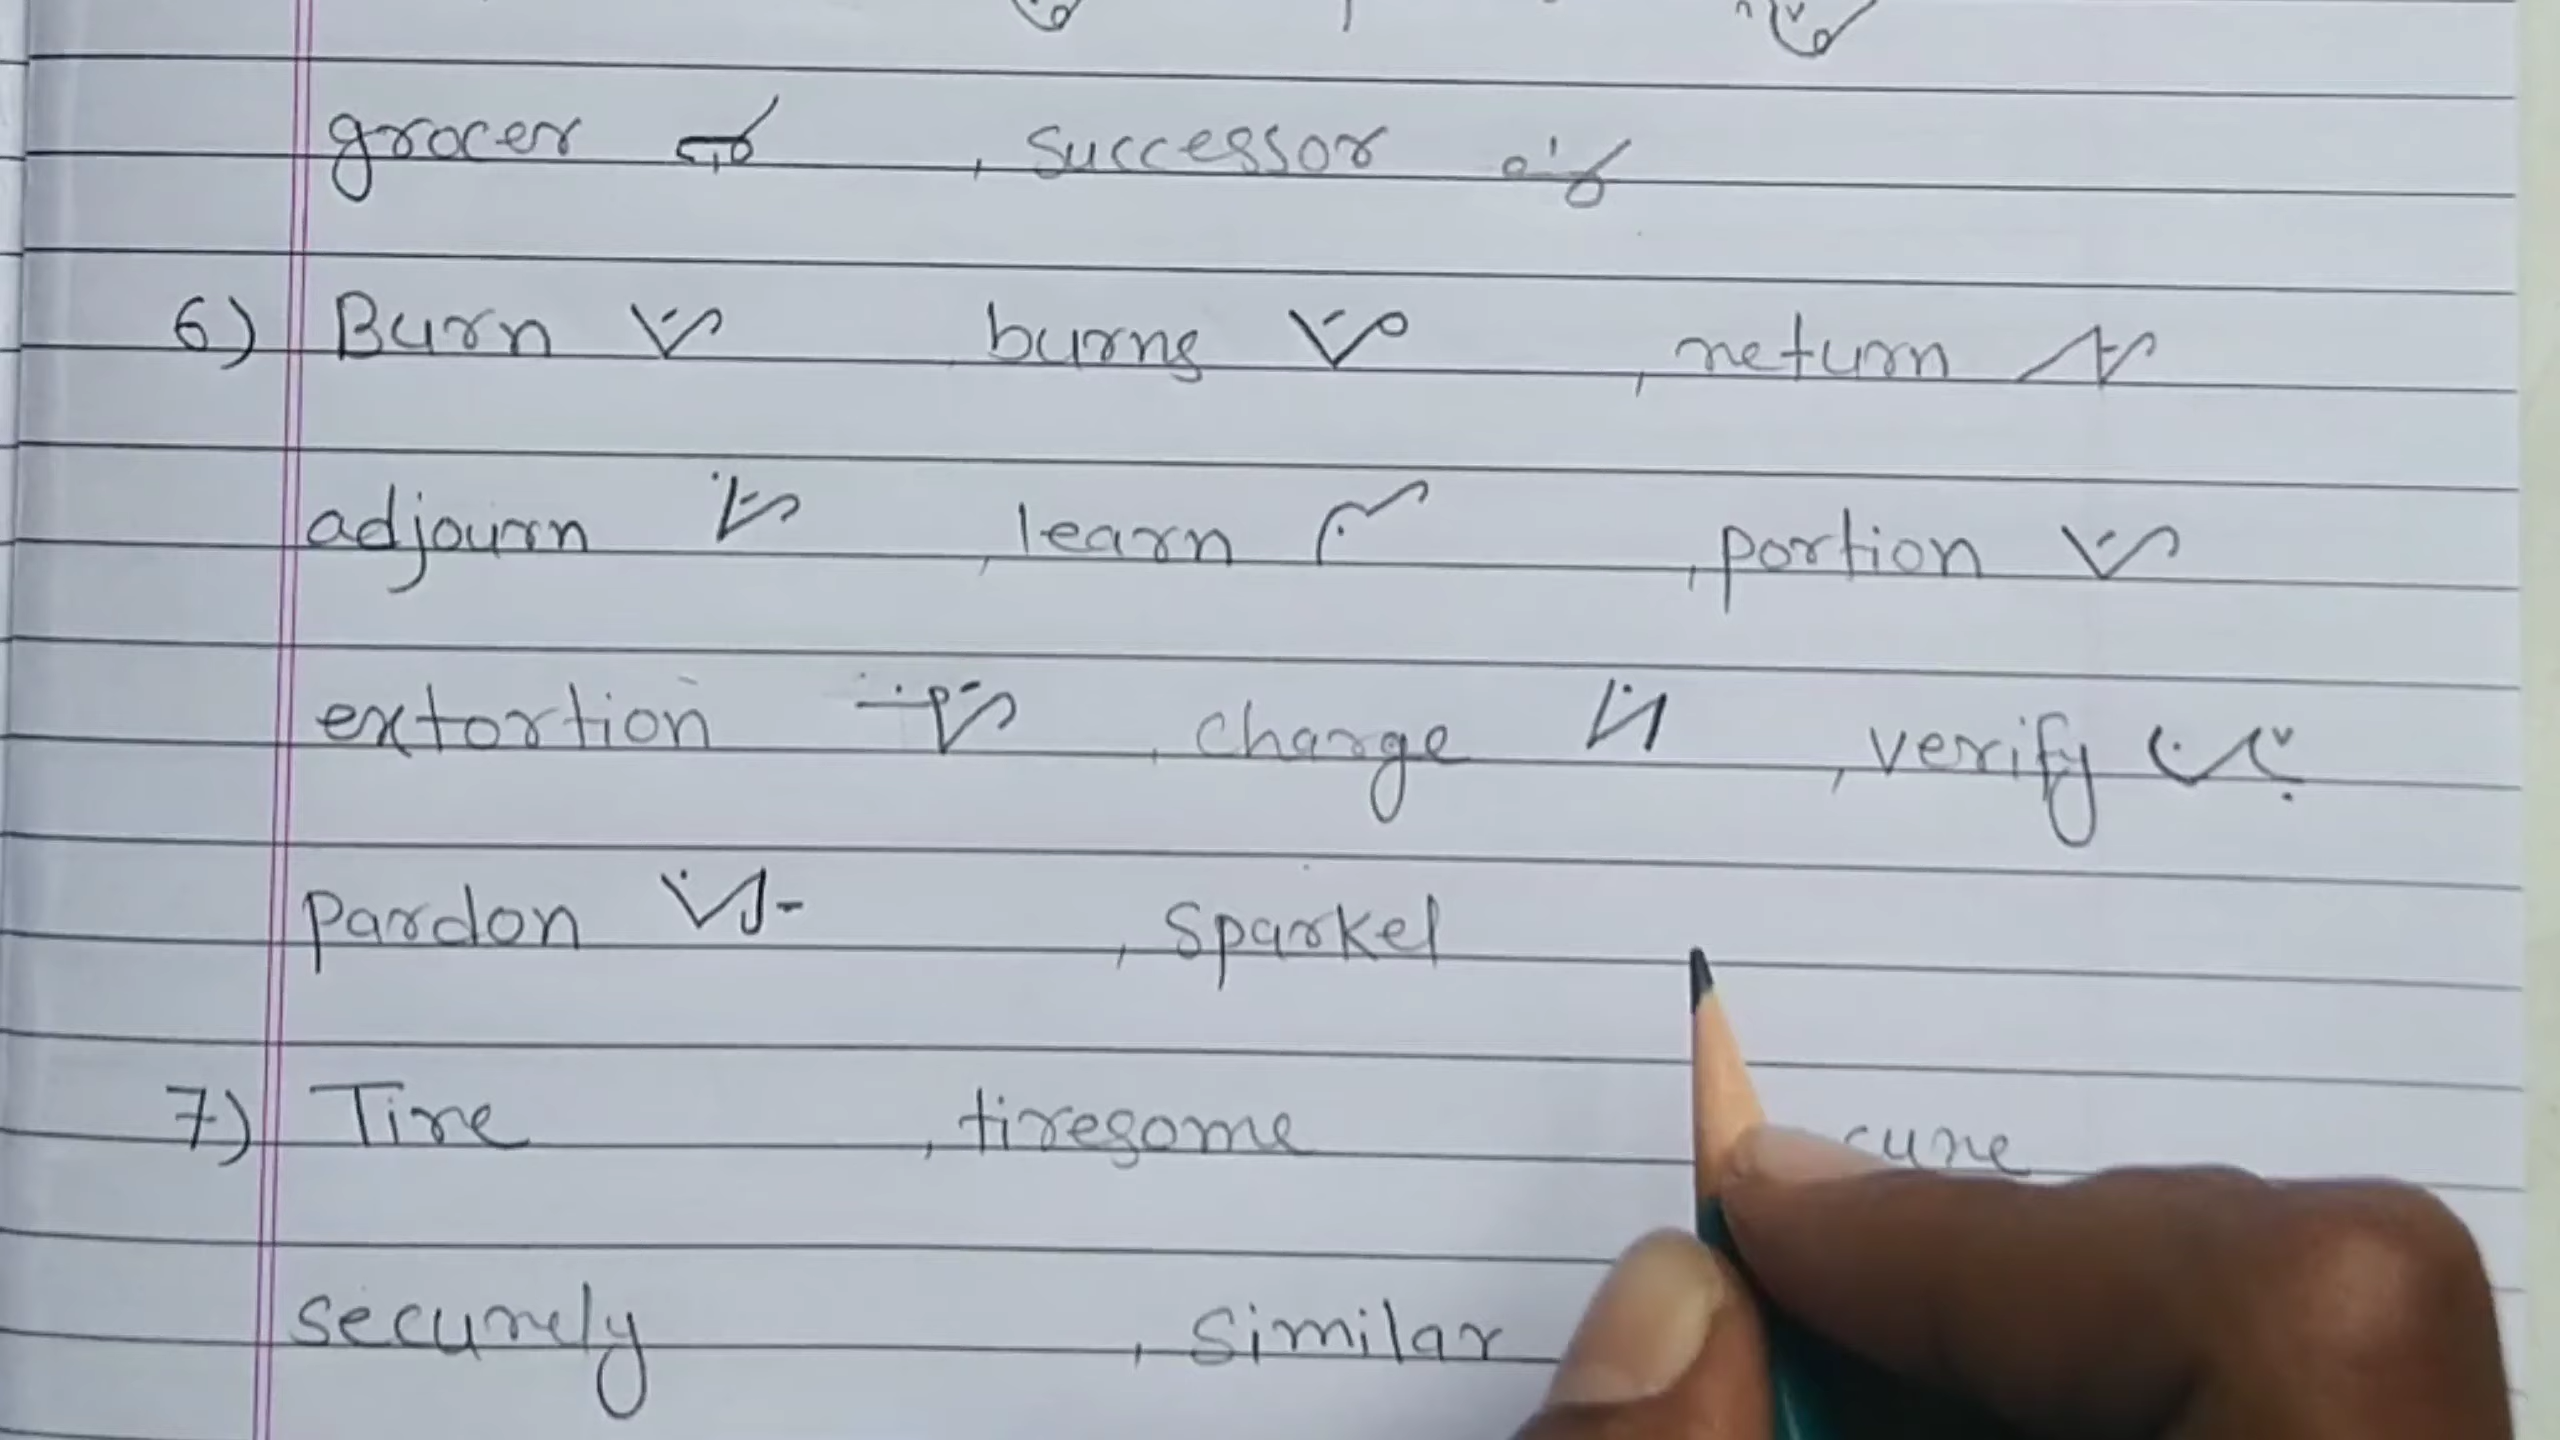 grocer , successor
6) Burn burns , return
adjourn , learn , portion
extortion , charge , verify
Pardon , Sparkel
7) Tire , tiresome cure
securely , Similar